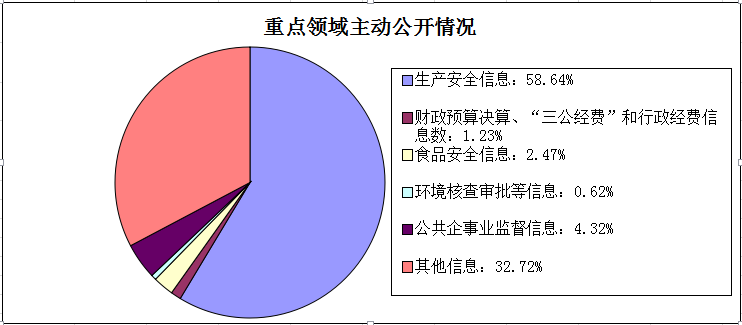 重点领域主动公开情况
生产安全信息：58.64%
财政预算决算、“三公经费”和行政经费信
息数：1.23%
食品安全信息：2.47%
环境核查审批等信息：0.62%
公共企事业监督信息：4.32%
其他信息：32.72%